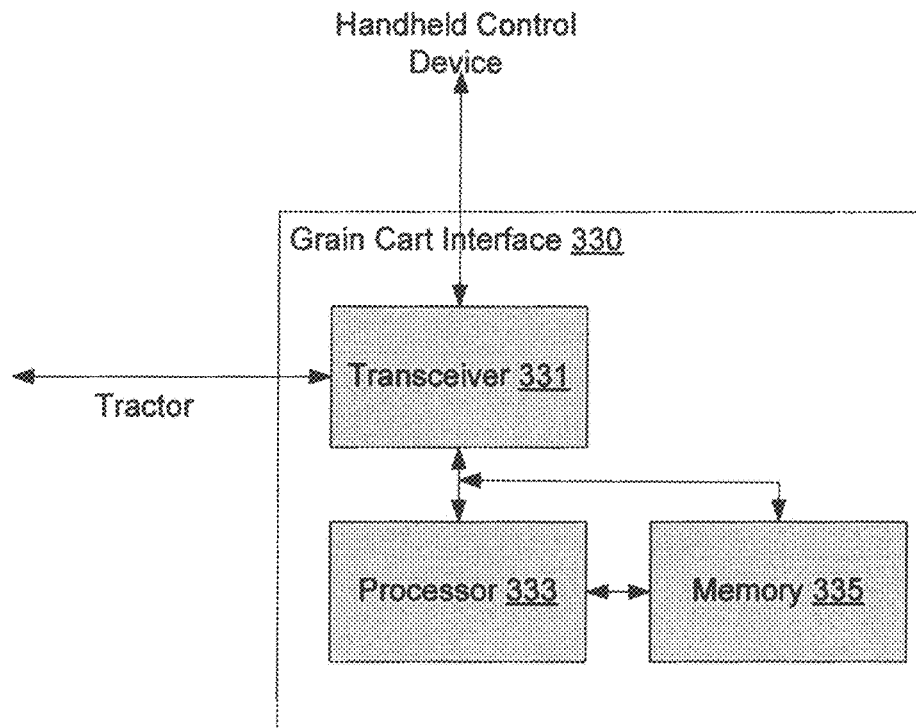 Handheld Control
Device
Grain Cart Interface 330
Transceiver 331
Tractor
Processor 333
Memory 335